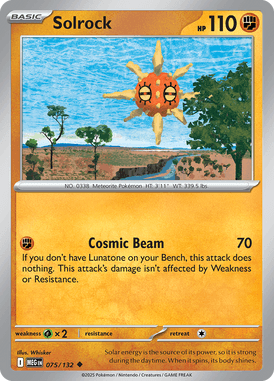 BASIC
Solrock
HP 110
NO. 0338 Meteorite Pokémon HT: 3'11" WT: 339.5 lbs
Cosmic Beam 70
If you don't have Lunatone on your Bench, this attack does
nothing. This attack's damage isn't affected by Weakness
or Resistance.
weakness ×2 resistance retreat
Illus. Whisker
I MEG EN 075/132 ◆
Solar energy is the source of its power, so it is strong
during the daytime. When it spins, its body shines.
©2025 Pokémon / Nintendo / Creatures / GAME FREAK